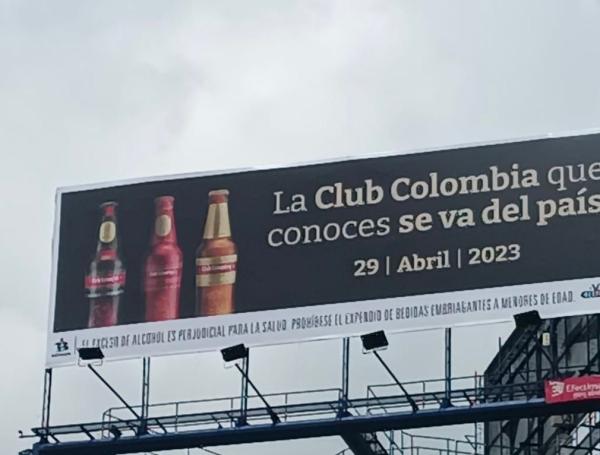 La Club Colombia que
conoces se va del país
29 | Abril | 2023
EL EXCESO DE ALCOHOL ES PERJUDICIAL PARA LA SALUD. PROHÍBESE EL EXPENDIO DE BEBIDAS EMBRIAGANTES A MENORES DE EDAD.